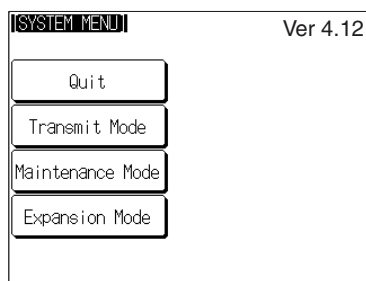 [SYSTEM MENU]
Ver 4.12
Quit
Transmit Mode
Maintenance Mode
Expansion Mode